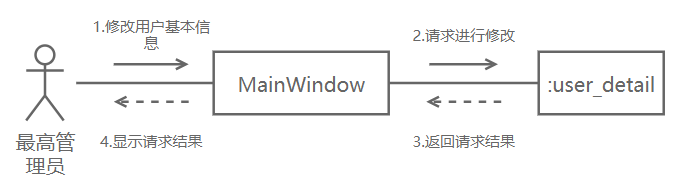 1.修改用户基本信
息
2.请求进行修改
MainWindow
:user_detail
最高管
理员
4.显示请求结果
3.返回请求结果